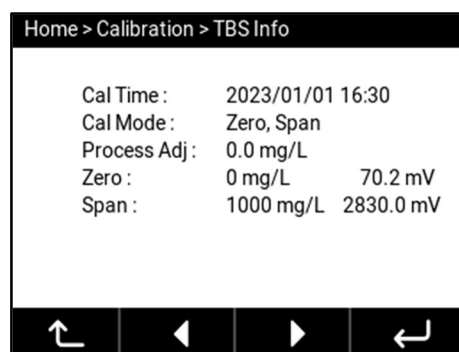 Home > Calibration > TBS Info
Cal Time : 2023/01/01 16:30
Cal Mode : Zero, Span
Process Adj : 0.0 mg/L
Zero : 0 mg/L 70.2 mV
Span : 1000 mg/L 2830.0 mV